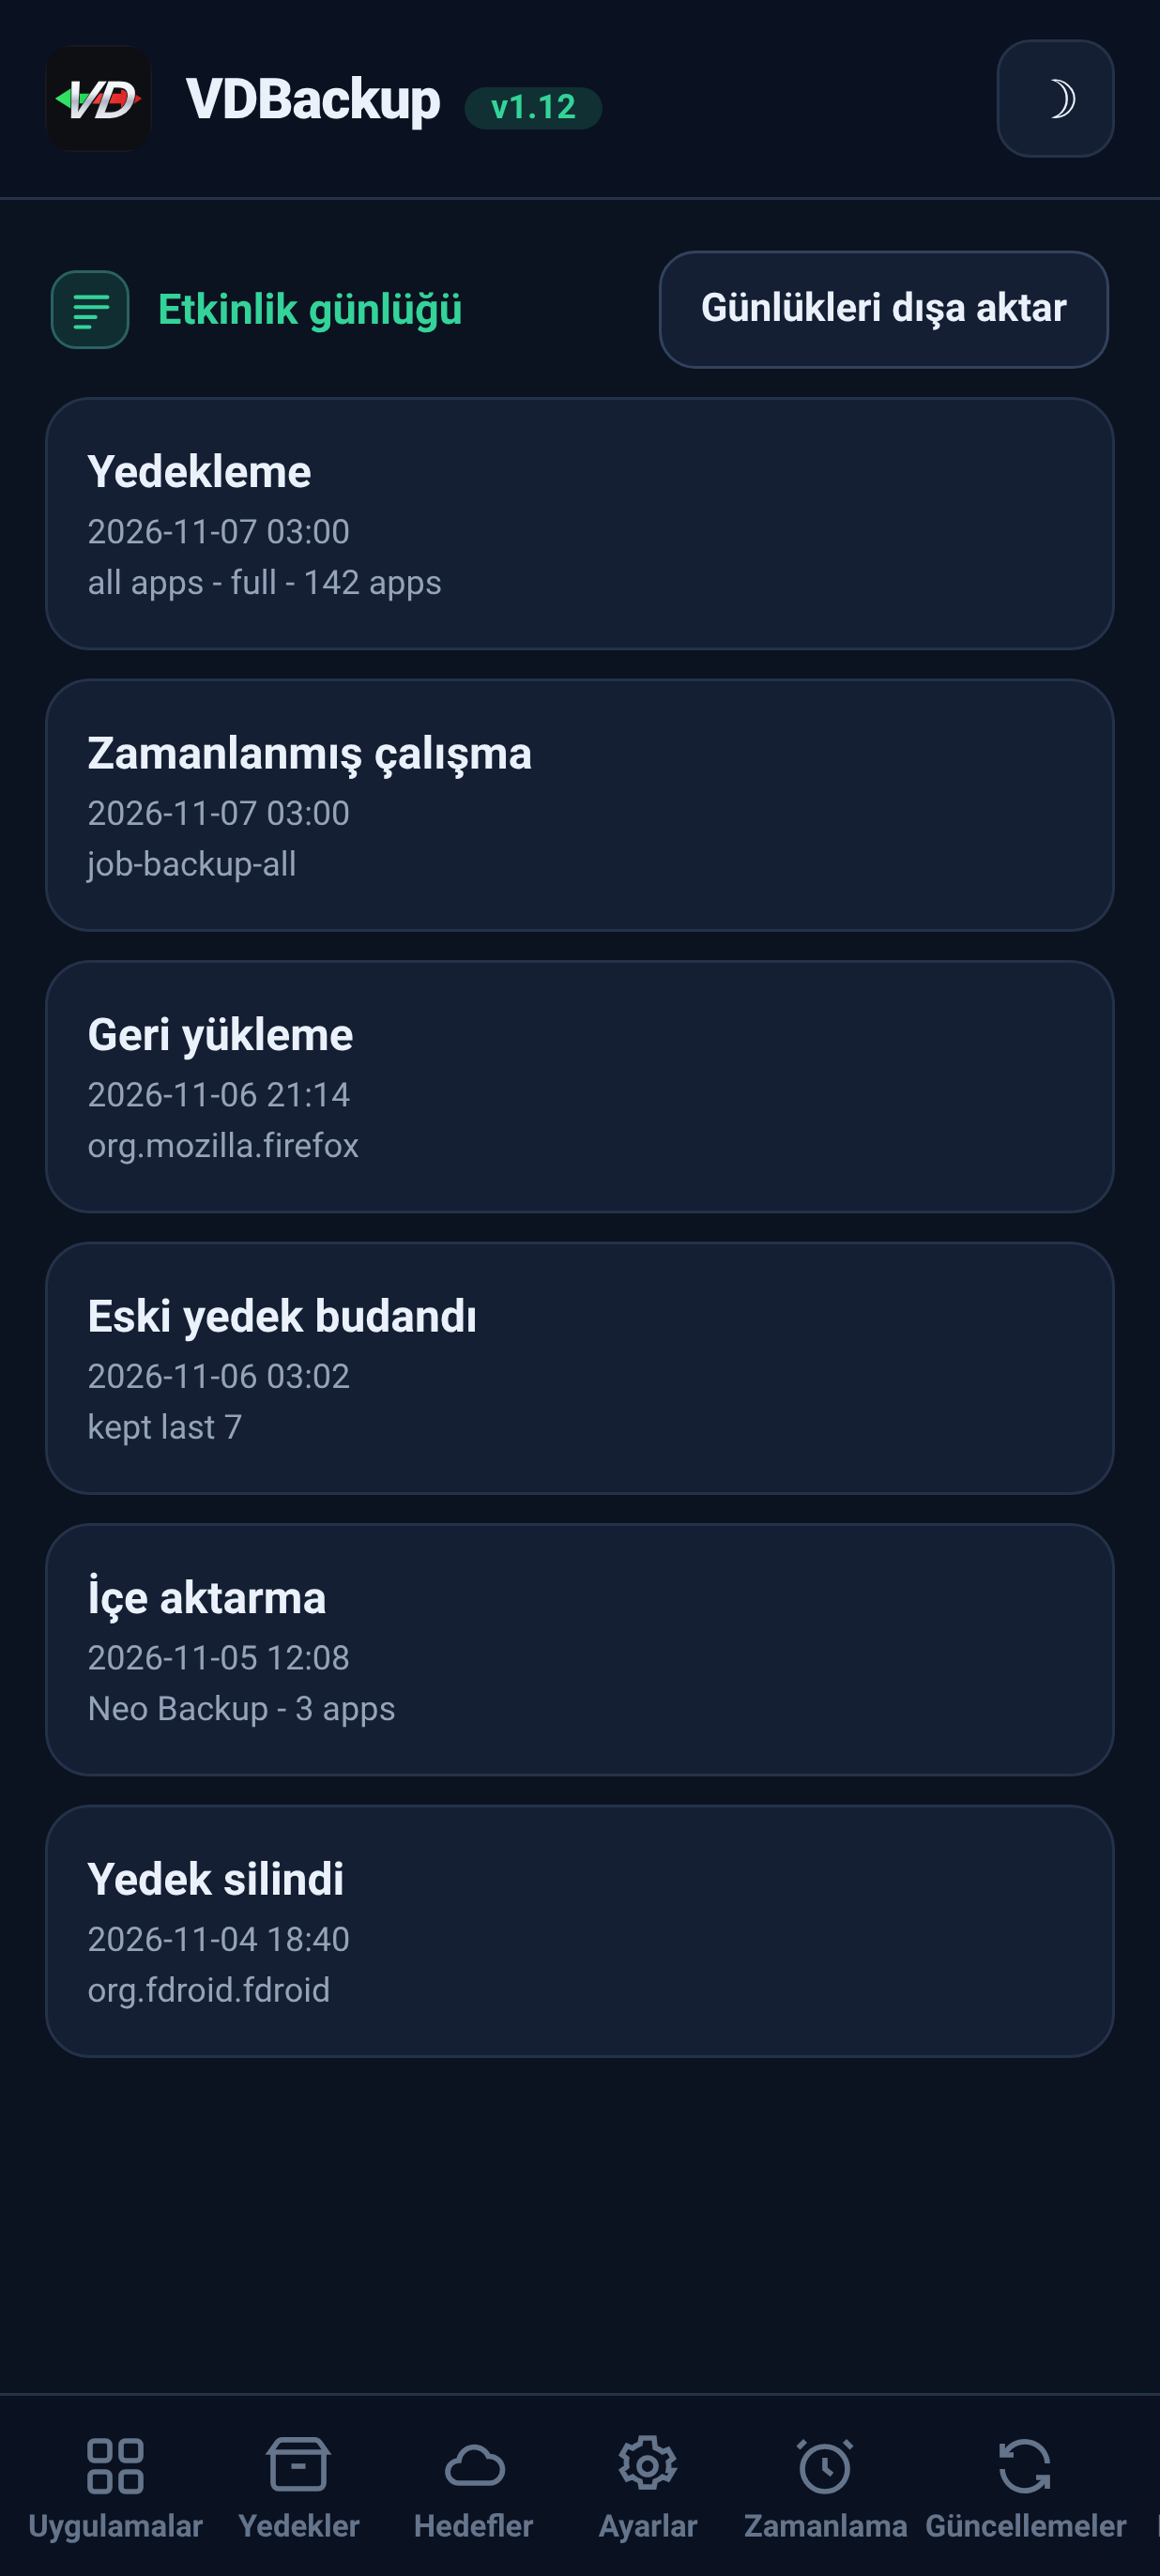 VD
VDBackup v1.12
Etkinlik günlüğü
Günlükleri dışa aktar
Yedekleme
2026-11-07 03:00
all apps - full - 142 apps
Zamanlanmış çalışma
2026-11-07 03:00
job-backup-all
Geri yükleme
2026-11-06 21:14
org.mozilla.firefox
Eski yedek budandı
2026-11-06 03:02
kept last 7
İçe aktarma
2026-11-05 12:08
Neo Backup - 3 apps
Yedek silindi
2026-11-04 18:40
org.fdroid.fdroid
Uygulamalar Yedekler Hedefler Ayarlar Zamanlama Güncellemeler